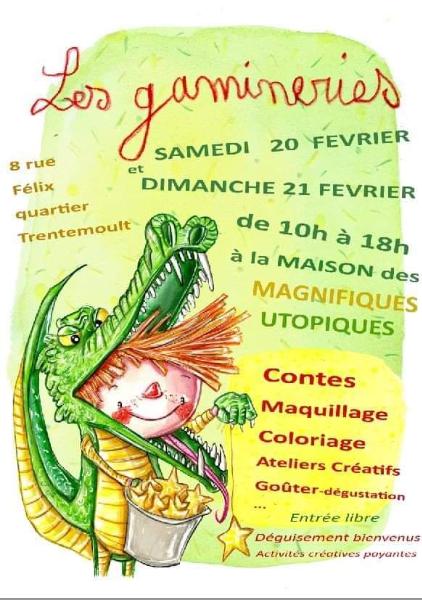 Les gamineries
SAMEDI 20 FEVRIER
et
DIMANCHE 21 FEVRIER
8 rue
Félix
quartier
Trentemoult
de 10h à 18h
à la MAISON des
MAGNIFIQUES
UTOPIQUES
Contes
Maquillage
Coloriage
Ateliers Créatifs
Goûter-dégustation
...
Entrée libre
Déguisement bienvenus
Activités créatives payantes